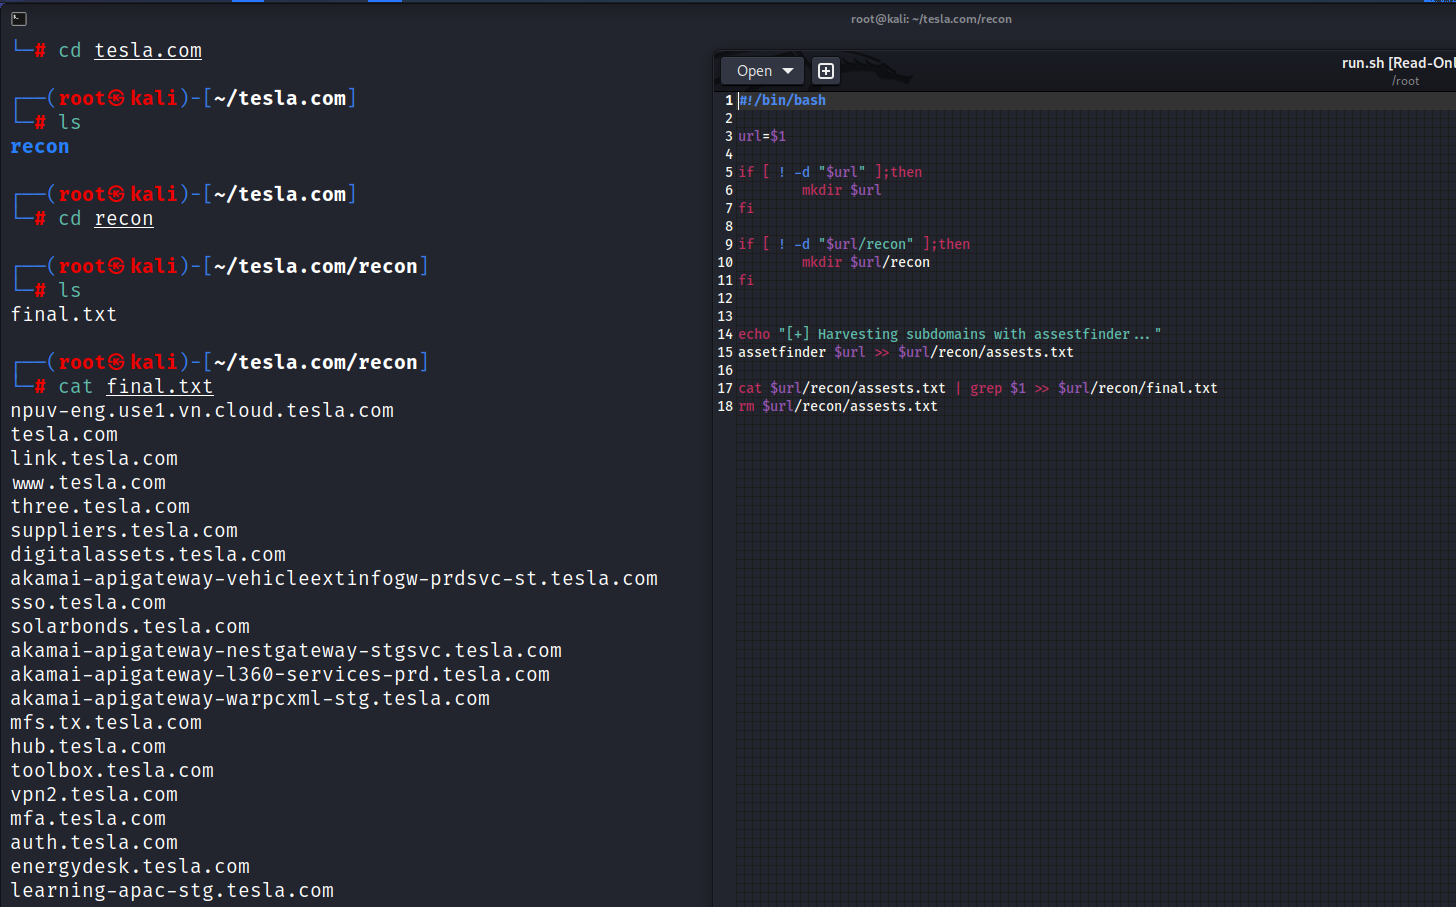 root@kali: ~/tesla.com/recon
└─# cd tesla.com
┌──(root㉿kali)-[~/tesla.com]
└─# ls
recon
┌──(root㉿kali)-[~/tesla.com]
└─# cd recon
┌──(root㉿kali)-[~/tesla.com/recon]
└─# ls
final.txt
┌──(root㉿kali)-[~/tesla.com/recon]
└─# cat final.txt
npuv-eng.use1.vn.cloud.tesla.com
tesla.com
link.tesla.com
www.tesla.com
three.tesla.com
suppliers.tesla.com
digitalassets.tesla.com
akamai-apigateway-vehicleextinfogw-prdsvc-st.tesla.com
sso.tesla.com
solarbonds.tesla.com
akamai-apigateway-nestgateway-stgsvc.tesla.com
akamai-apigateway-l360-services-prd.tesla.com
akamai-apigateway-warpcxml-stg.tesla.com
mfs.tx.tesla.com
hub.tesla.com
toolbox.tesla.com
vpn2.tesla.com
mfa.tesla.com
auth.tesla.com
energydesk.tesla.com
learning-apac-stg.tesla.com
Open
run.sh [Read-Onl
/root
1 #!/bin/bash
2
3 url=$1
4
5 if [ ! -d "$url" ];then
6 mkdir $url
7 fi
8
9 if [ ! -d "$url/recon" ];then
10 mkdir $url/recon
11 fi
12
13
14 echo "[+] Harvesting subdomains with assestfinder..."
15 assetfinder $url >> $url/recon/assests.txt
16
17 cat $url/recon/assests.txt | grep $1 >> $url/recon/final.txt
18 rm $url/recon/assests.txt